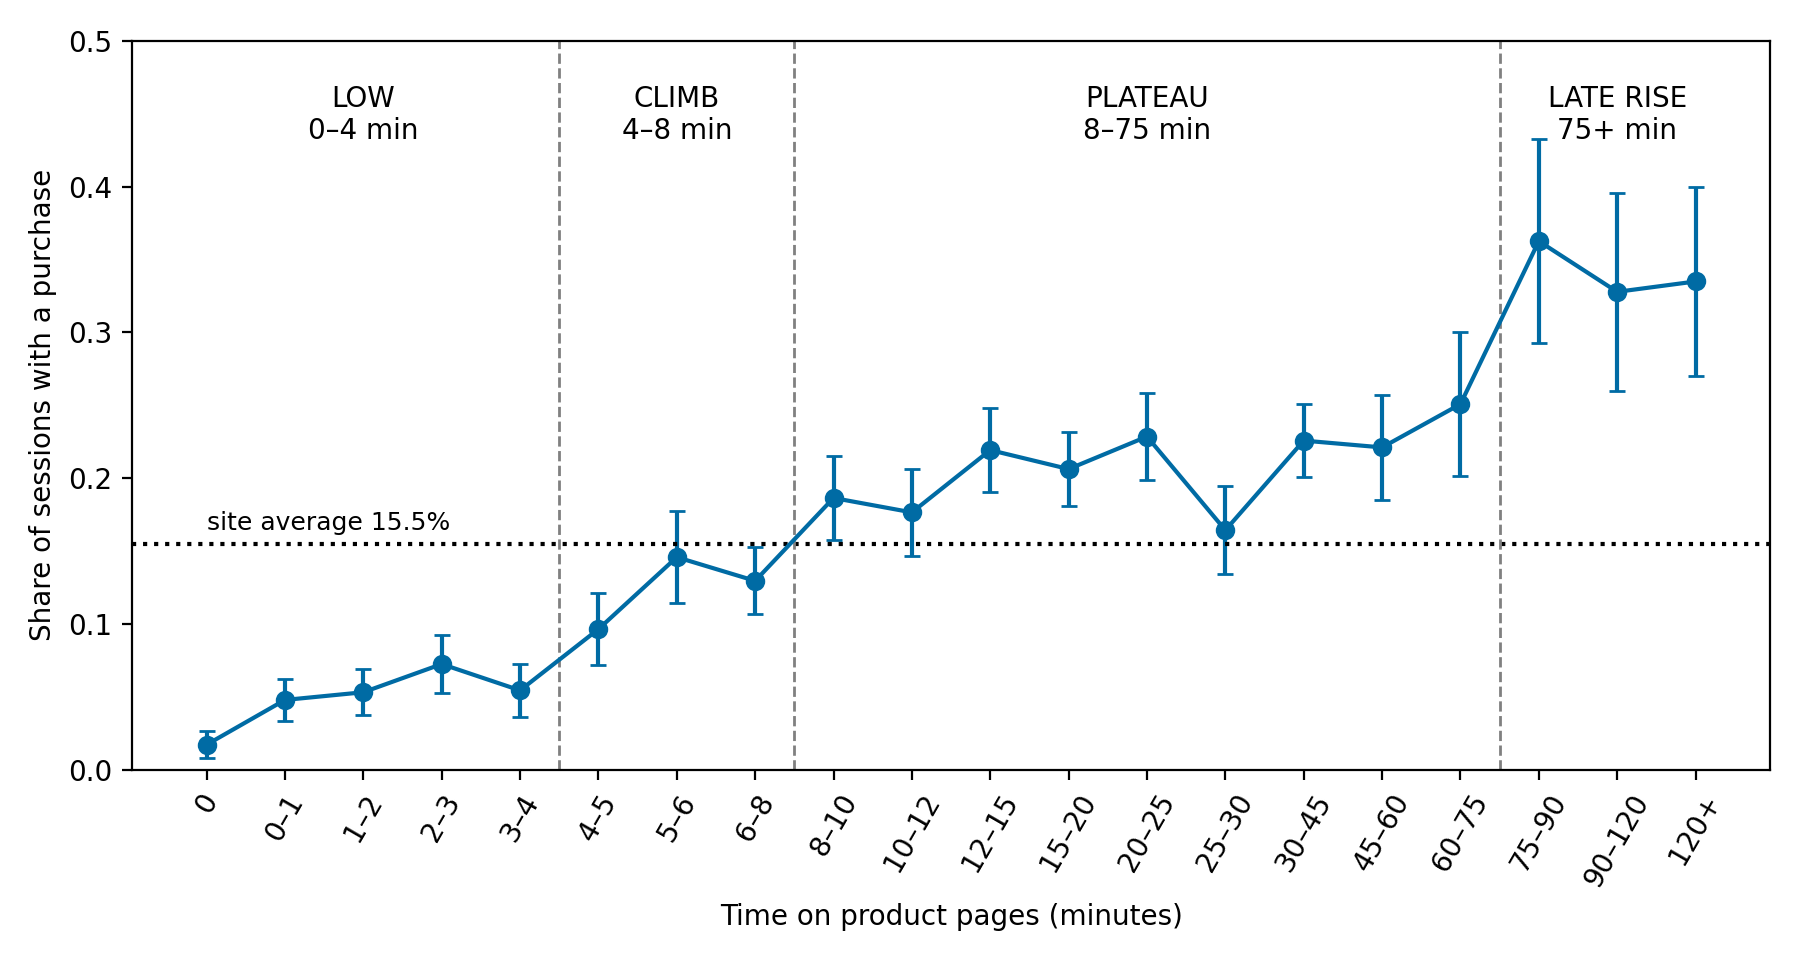 0.5
0.4
0.3
0.2
0.1
0.0
Share of sessions with a purchase
LOW
0–4 min
CLIMB
4–8 min
PLATEAU
8–75 min
LATE RISE
75+ min
site average 15.5%
0
0–1
1–2
2–3
3–4
4–5
5–6
6–8
8–10
10–12
12–15
15–20
20–25
25–30
30–45
45–60
60–75
75–90
90–120
120+
Time on product pages (minutes)